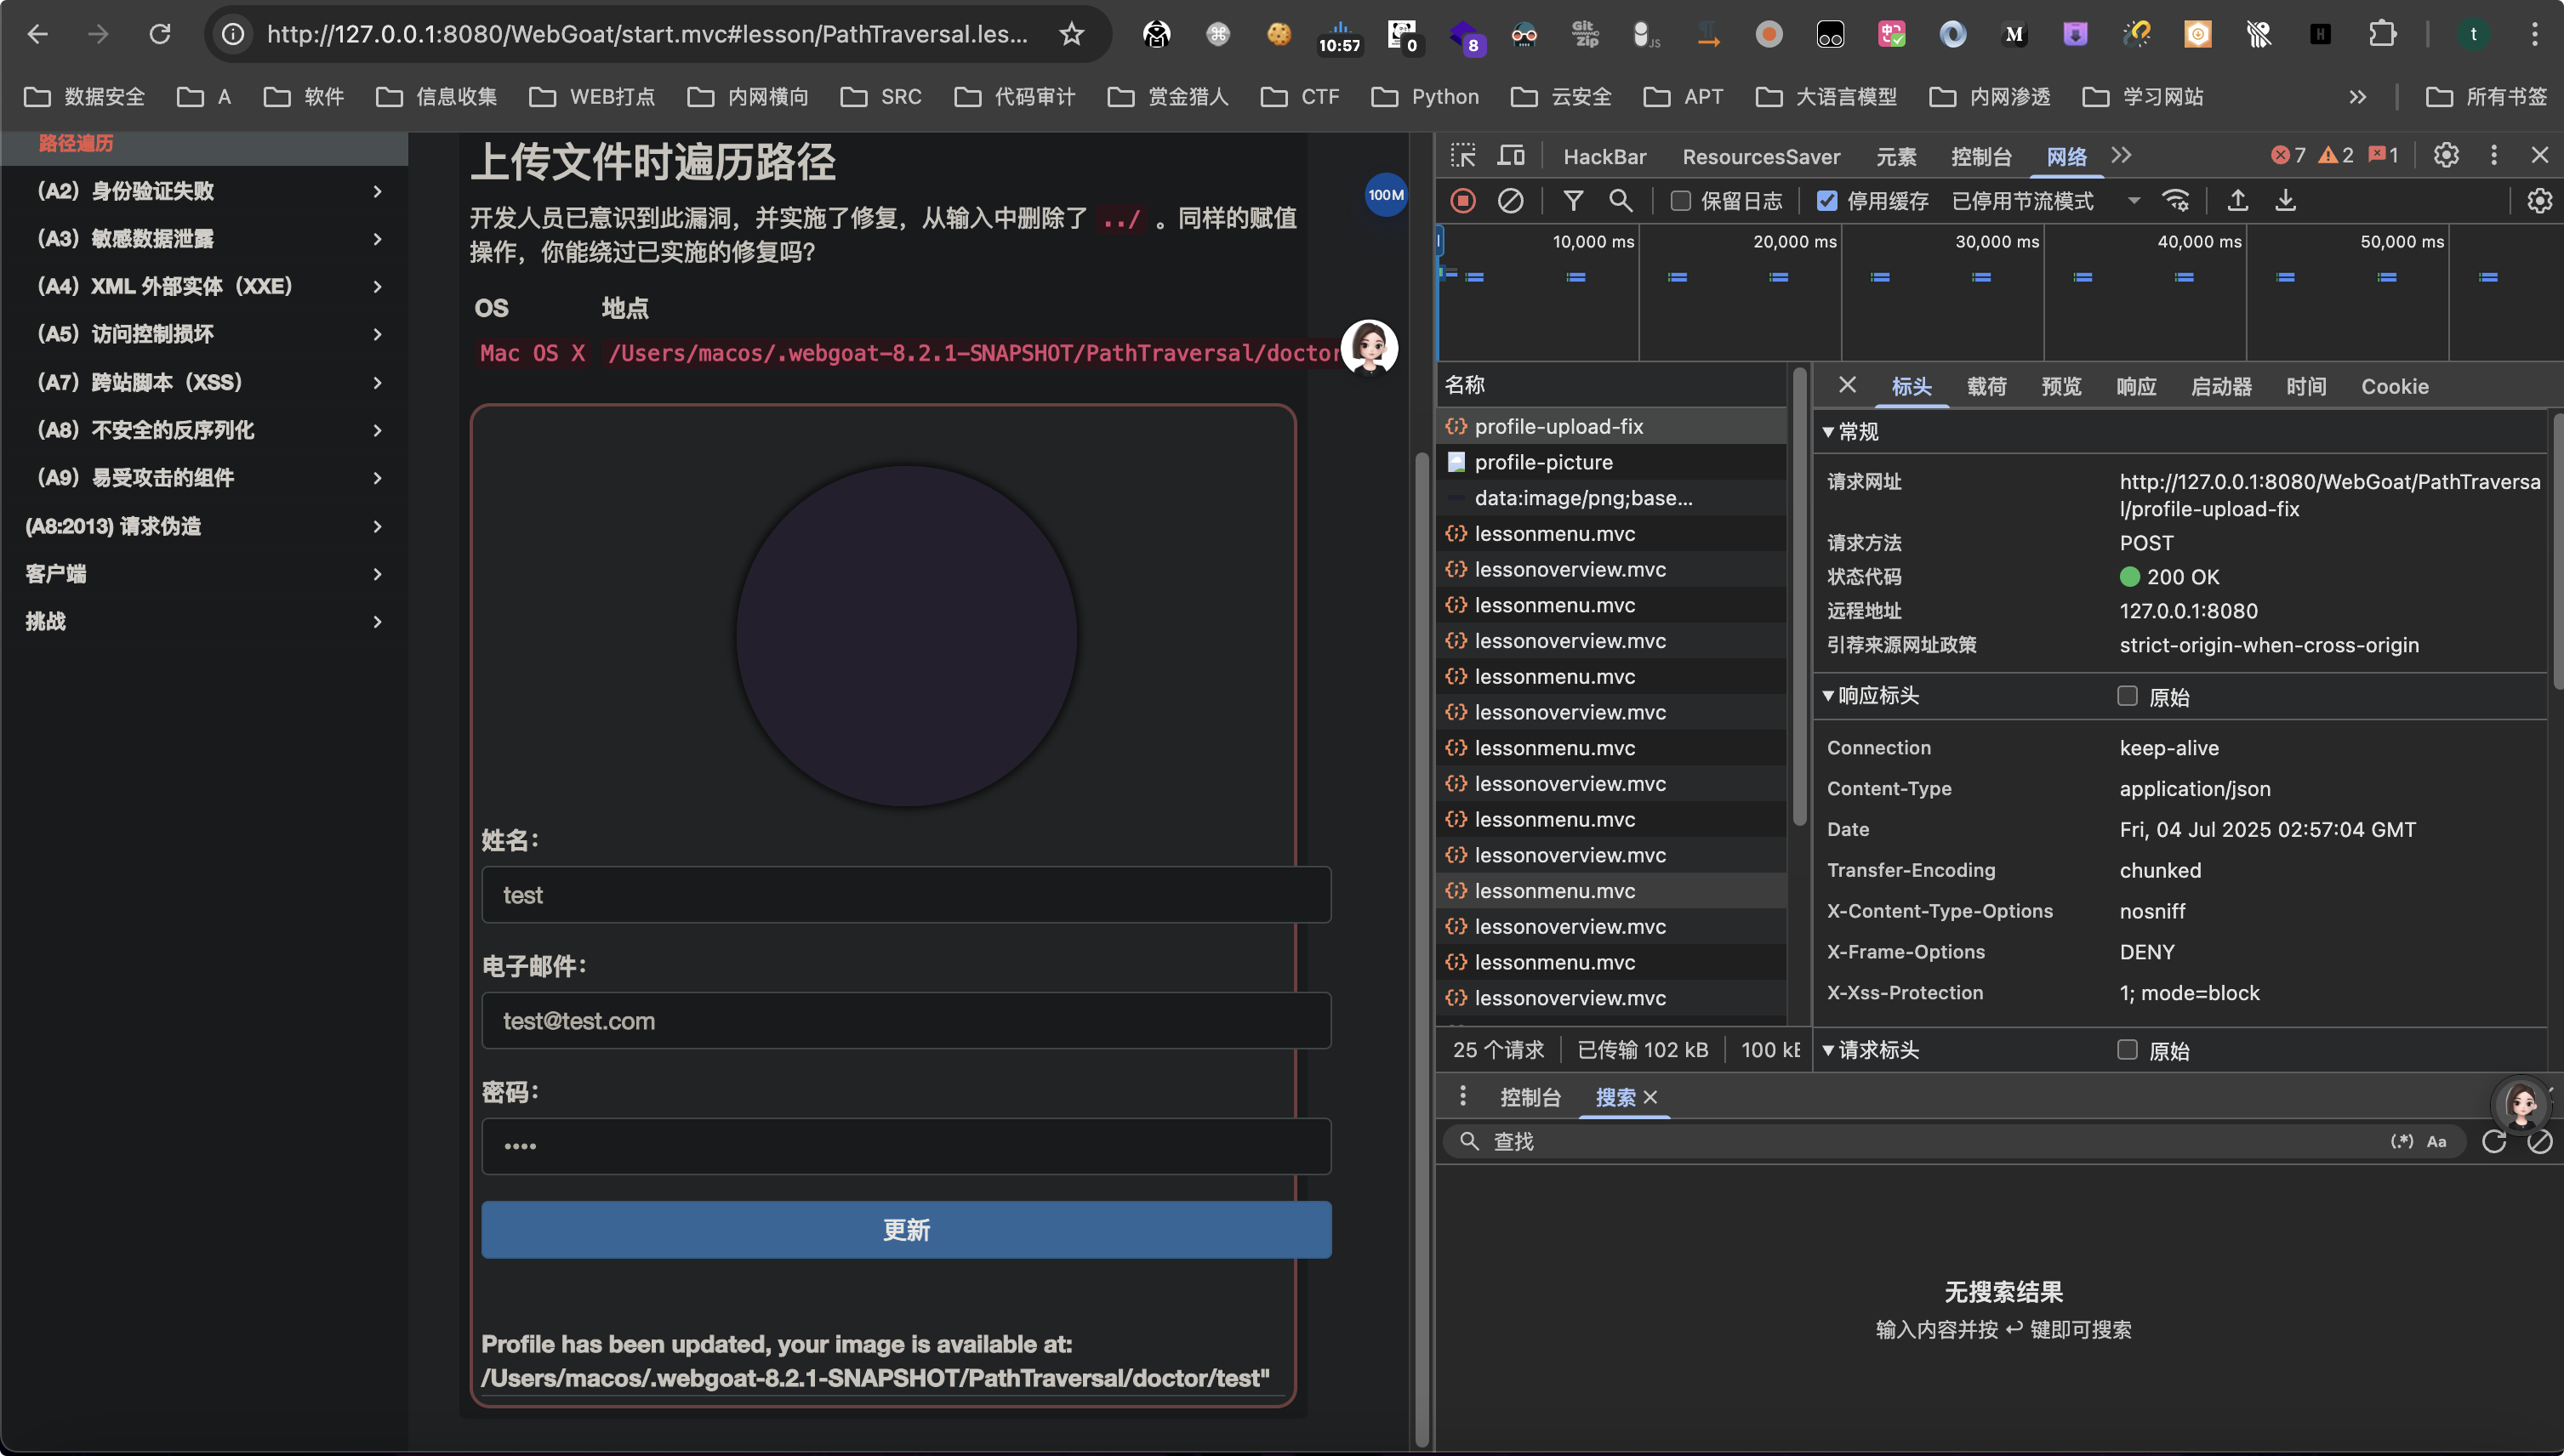 http://127.0.0.1:8080/WebGoat/start.mvc#lesson/PathTraversal.les...
10:57
0
8
Git
zip
JS
M
H
t
数据安全 A 软件 信息收集 WEB打点 内网横向 SRC 代码审计 赏金猎人 CTF Python 云安全 APT 大语言模型 内网渗透 学习网站 所有书签
路径遍历
(A2) 身份验证失败
(A3) 敏感数据泄露
(A4) XML 外部实体 (XXE)
(A5) 访问控制损坏
(A7) 跨站脚本 (XSS)
(A8) 不安全的反序列化
(A9) 易受攻击的组件
(A8:2013) 请求伪造
客户端
挑战
上传文件时遍历路径
开发人员已意识到此漏洞，并实施了修复，从输入中删除了 ../ 。同样的赋值
操作，你能绕过已实施的修复吗？
OS 地点
Mac OS X /Users/macos/.webgoat-8.2.1-SNAPSHOT/PathTraversal/doctor
100M
姓名：
test
电子邮件：
test@test.com
密码：
••••
更新
Profile has been updated, your image is available at:
/Users/macos/.webgoat-8.2.1-SNAPSHOT/PathTraversal/doctor/test"
HackBar ResourcesSaver 元素 控制台 网络 7 2 1
保留日志 停用缓存 已停用节流模式
10,000 ms 20,000 ms 30,000 ms 40,000 ms 50,000 ms
名称
profile-upload-fix
profile-picture
data:image/png;base...
lessonmenu.mvc
lessonoverview.mvc
lessonmenu.mvc
lessonoverview.mvc
lessonmenu.mvc
lessonoverview.mvc
lessonmenu.mvc
lessonoverview.mvc
lessonmenu.mvc
lessonoverview.mvc
lessonmenu.mvc
lessonoverview.mvc
lessonmenu.mvc
lessonoverview.mvc
25 个请求 已传输 102 kB 100 kB
标头 载荷 预览 响应 启动器 时间 Cookie
常规
请求网址 http://127.0.0.1:8080/WebGoat/PathTraversa
l/profile-upload-fix
请求方法 POST
状态代码 200 OK
远程地址 127.0.0.1:8080
引荐来源网址政策 strict-origin-when-cross-origin
响应标头 原始
Connection keep-alive
Content-Type application/json
Date Fri, 04 Jul 2025 02:57:04 GMT
Transfer-Encoding chunked
X-Content-Type-Options nosniff
X-Frame-Options DENY
X-Xss-Protection 1; mode=block
请求标头 原始
控制台 搜索
查找 (.*) Aa
无搜索结果
输入内容并按 ↩ 键即可搜索